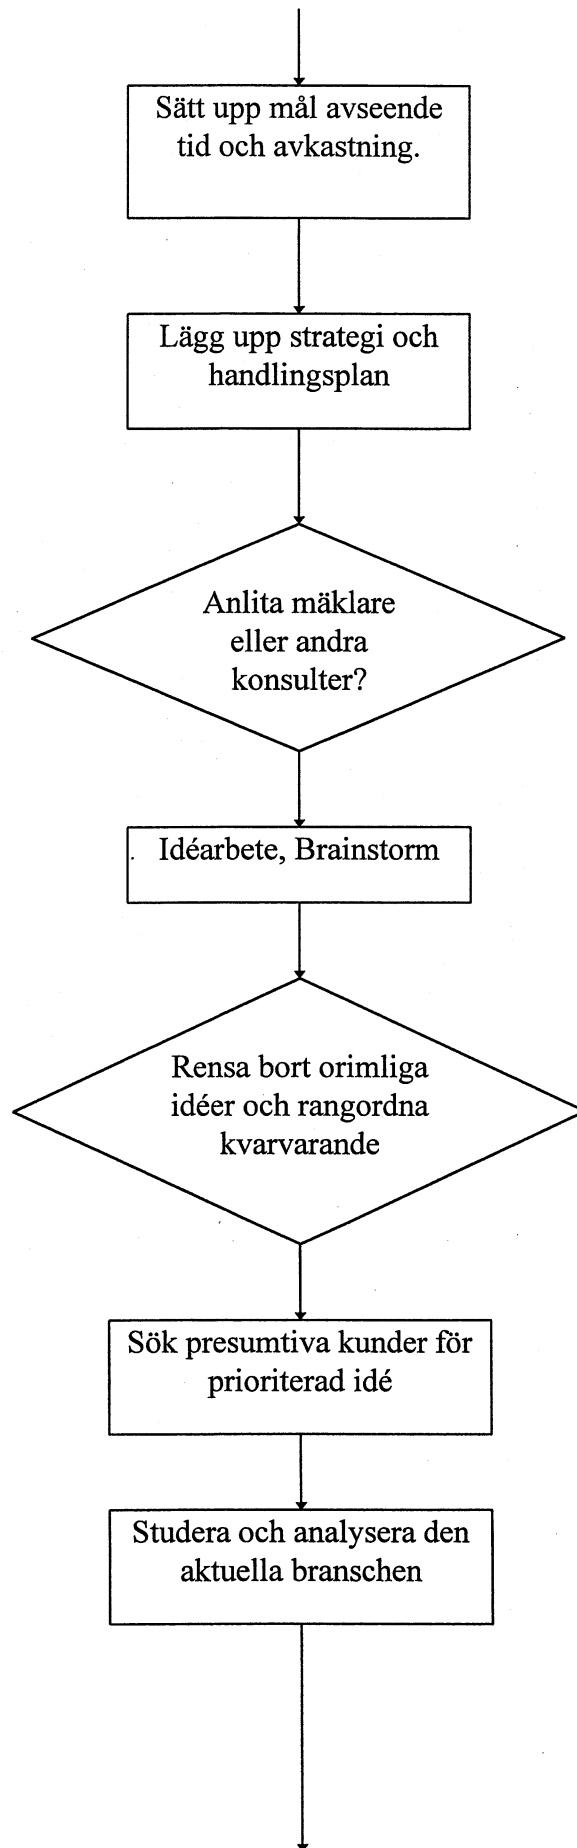 Sätt upp mål avseende
tid och avkastning.
Lägg upp strategi och
handlingsplan
Anlita mäklare
eller andra
konsulter?
Idéarbete, Brainstorm
Rensa bort orimliga
idéer och rangordna
kvarvarande
Sök presumtiva kunder för
prioriterad idé
Studera och analysera den
aktuella branschen